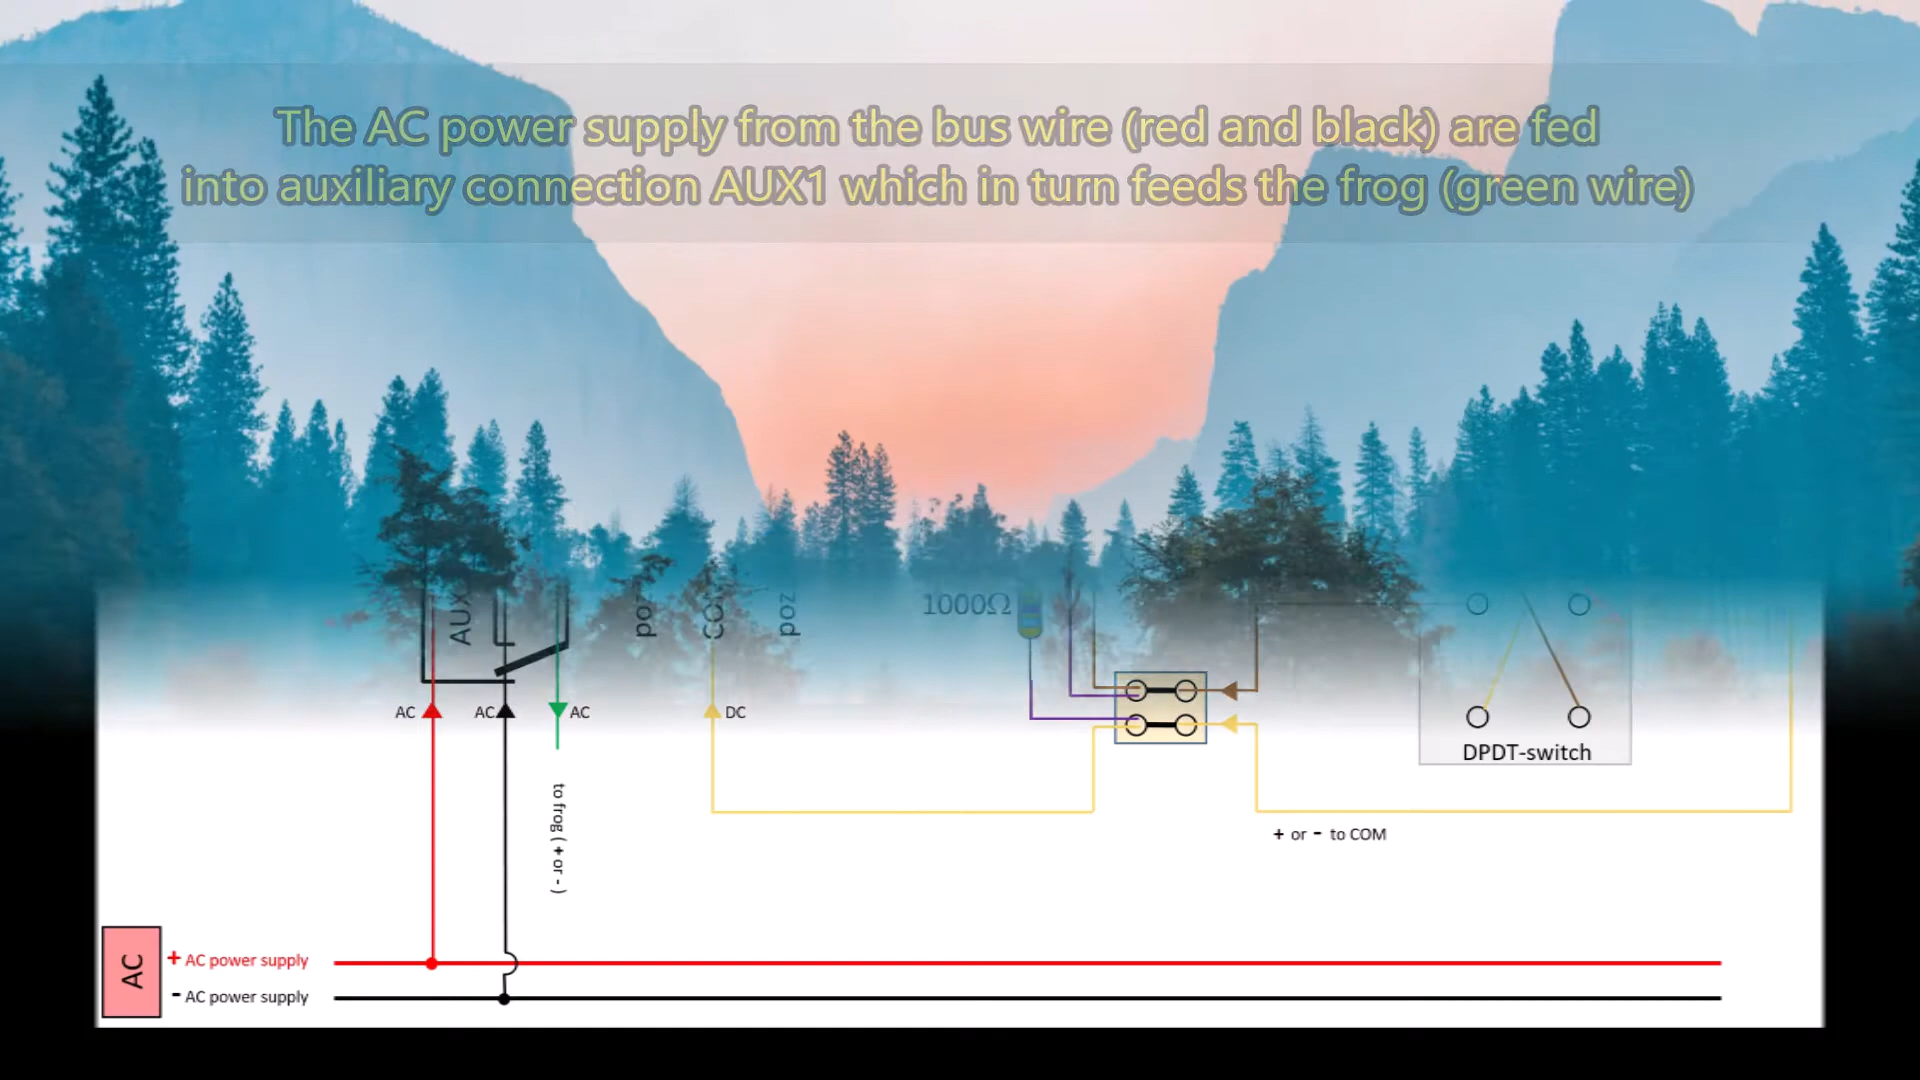 The AC power supply from the bus wire (red and black) are fed
into auxiliary connection AUX1 which in turn feeds the frog (green wire)
1000Ω
AUX
AC
AC
AC
DC
DPDT-switch
to frog ( + or - )
+ or - to COM
AC
+ AC power supply
- AC power supply